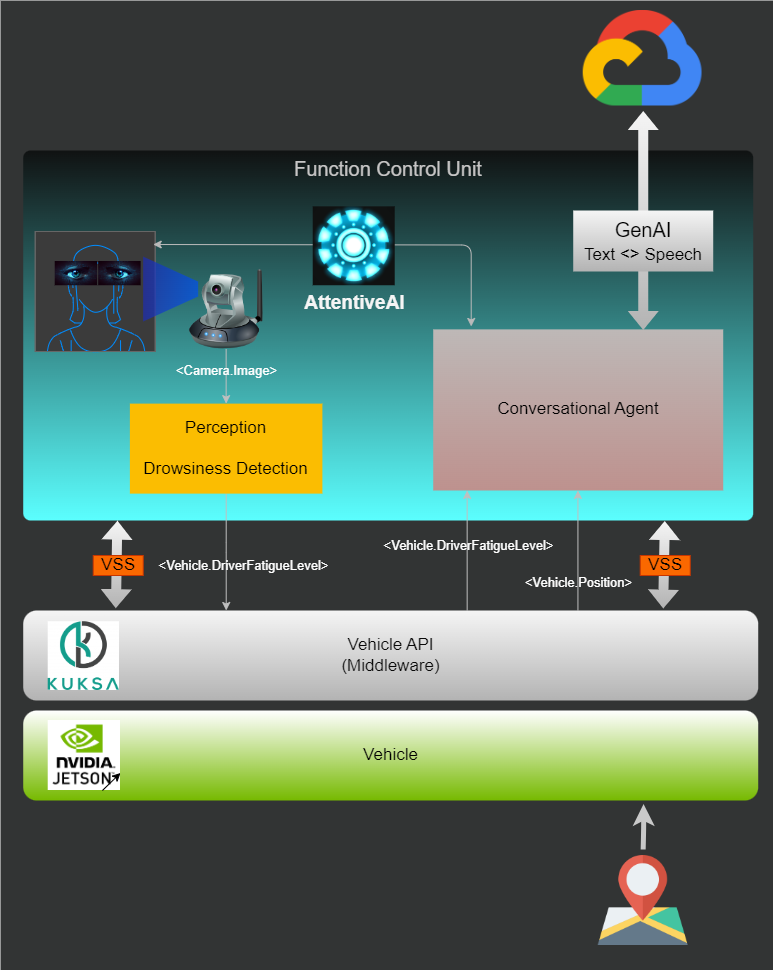 Function Control Unit
GenAI
Text <> Speech
AttentiveAI
<Camera.Image>
Perception
Drowsiness Detection
Conversational Agent
VSS
<Vehicle.DriverFatigueLevel>
<Vehicle.DriverFatigueLevel>
<Vehicle.Position>
VSS
KUKSA
Vehicle API
(Middleware)
NVIDIA.
JETSON
Vehicle